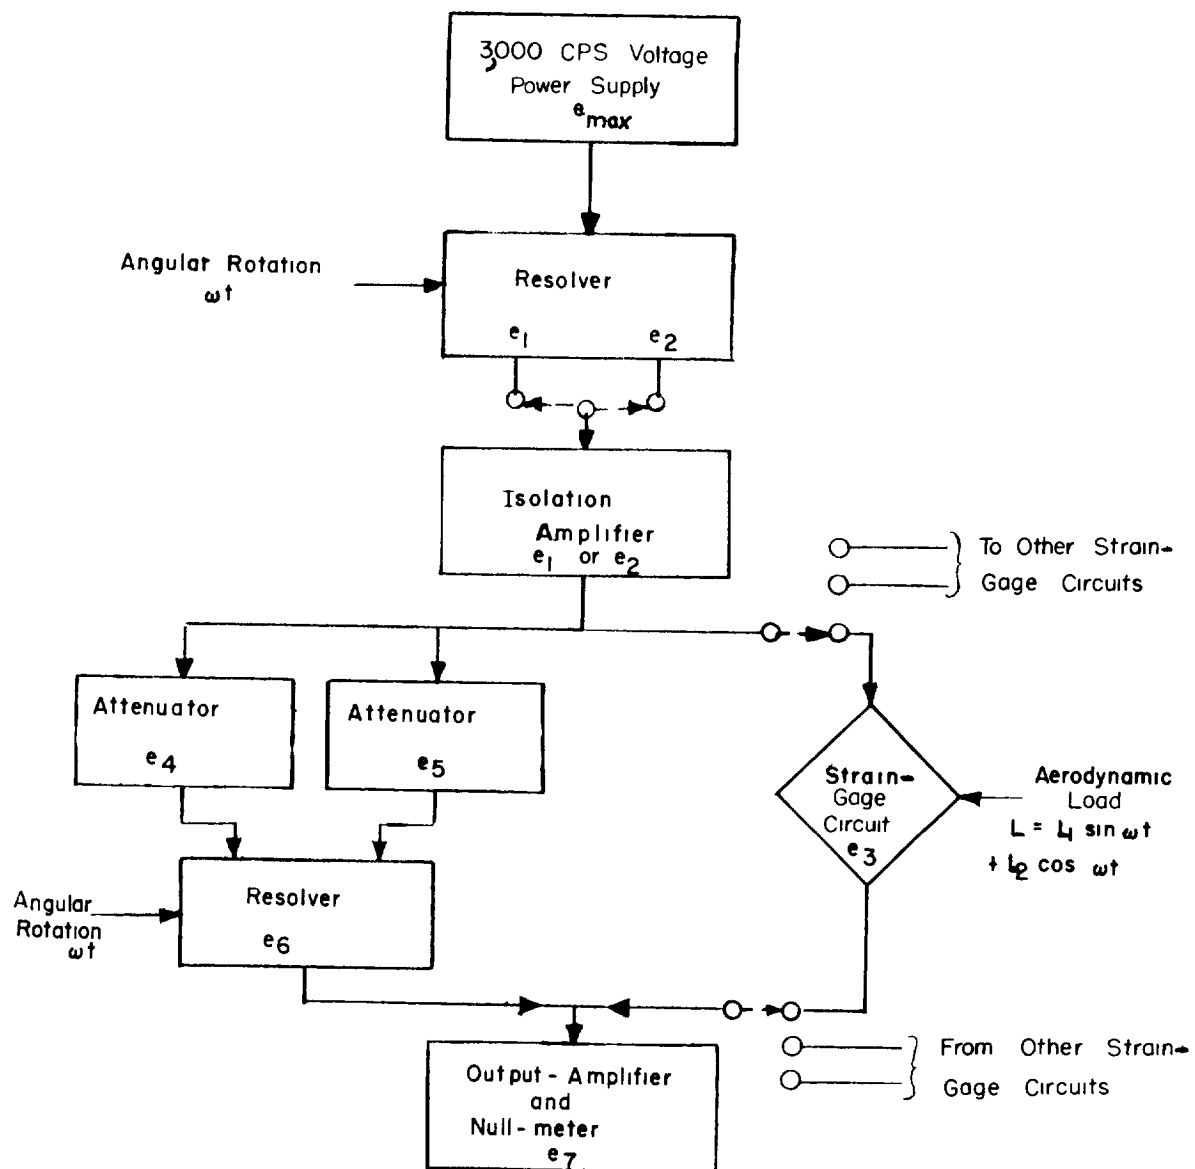 3,000 CPS Voltage
Power Supply
e max
Angular Rotation
ωt
Resolver
e1 e2
Isolation
Amplifier
e1 or e2
To Other Strain-
Gage Circuits
Attenuator
e4
Attenuator
e5
Strain-
Gage
Circuit
e3
Aerodynamic
Load
L = L1 sin ωt
+ L2 cos ωt
Angular
Rotation
ωt
Resolver
e6
From Other Strain-
Gage Circuits
Output-Amplifier
and
Null-meter
e7